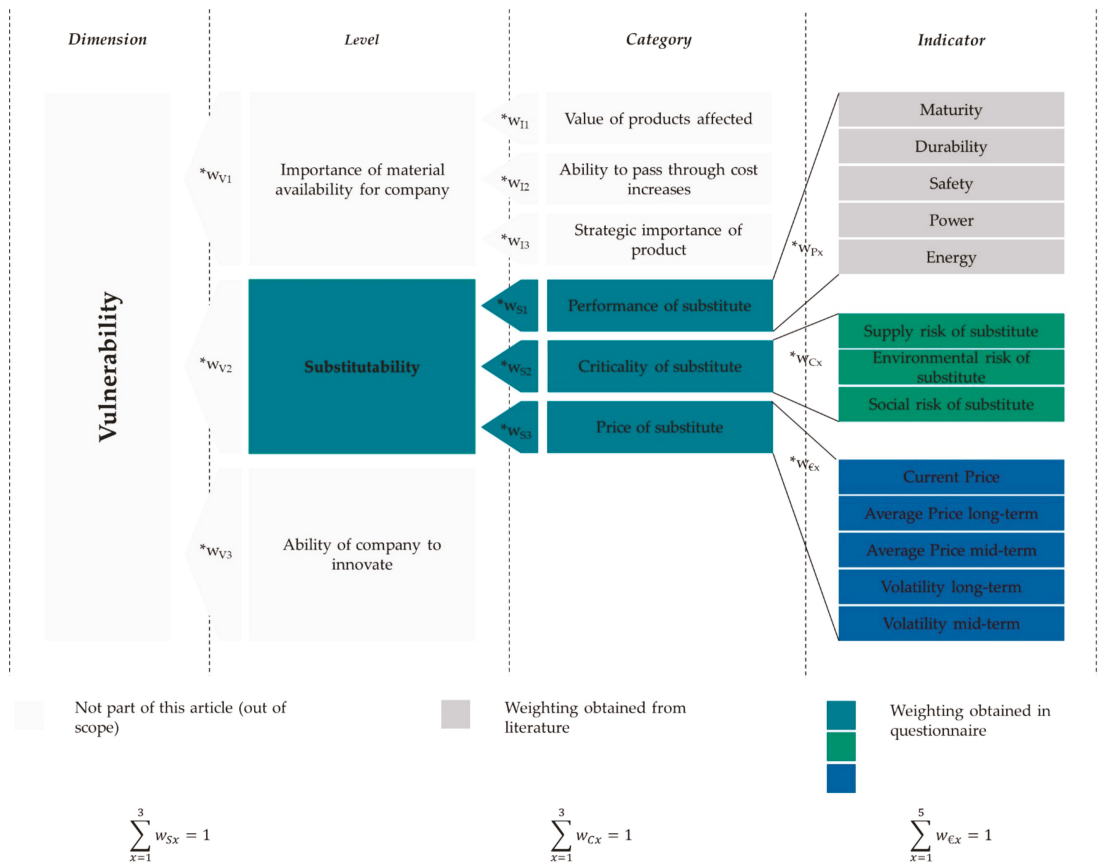 Dimension
Level
Category
Indicator
Vulnerability
*wV1
Importance of material
availability for company
*wI1
Value of products affected
*wI2
Ability to pass through cost
increases
*wI3
Strategic importance of
product
*wV2
Substitutability
*wS1
Performance of substitute
*wS2
Criticality of substitute
*wS3
Price of substitute
*wV3
Ability of company to
innovate
*wPx
Maturity
Durability
Safety
Power
Energy
*wCx
Supply risk of substitute
Environmental risk of
substitute
Social risk of substitute
*w€x
Current Price
Average Price long-term
Average Price mid-term
Volatility long-term
Volatility mid-term
Not part of this article (out of
scope)
Weighting obtained from
literature
Weighting obtained in
questionnaire
3
∑ wSx = 1
x=1
3
∑ wCx = 1
x=1
5
∑ w€x = 1
x=1